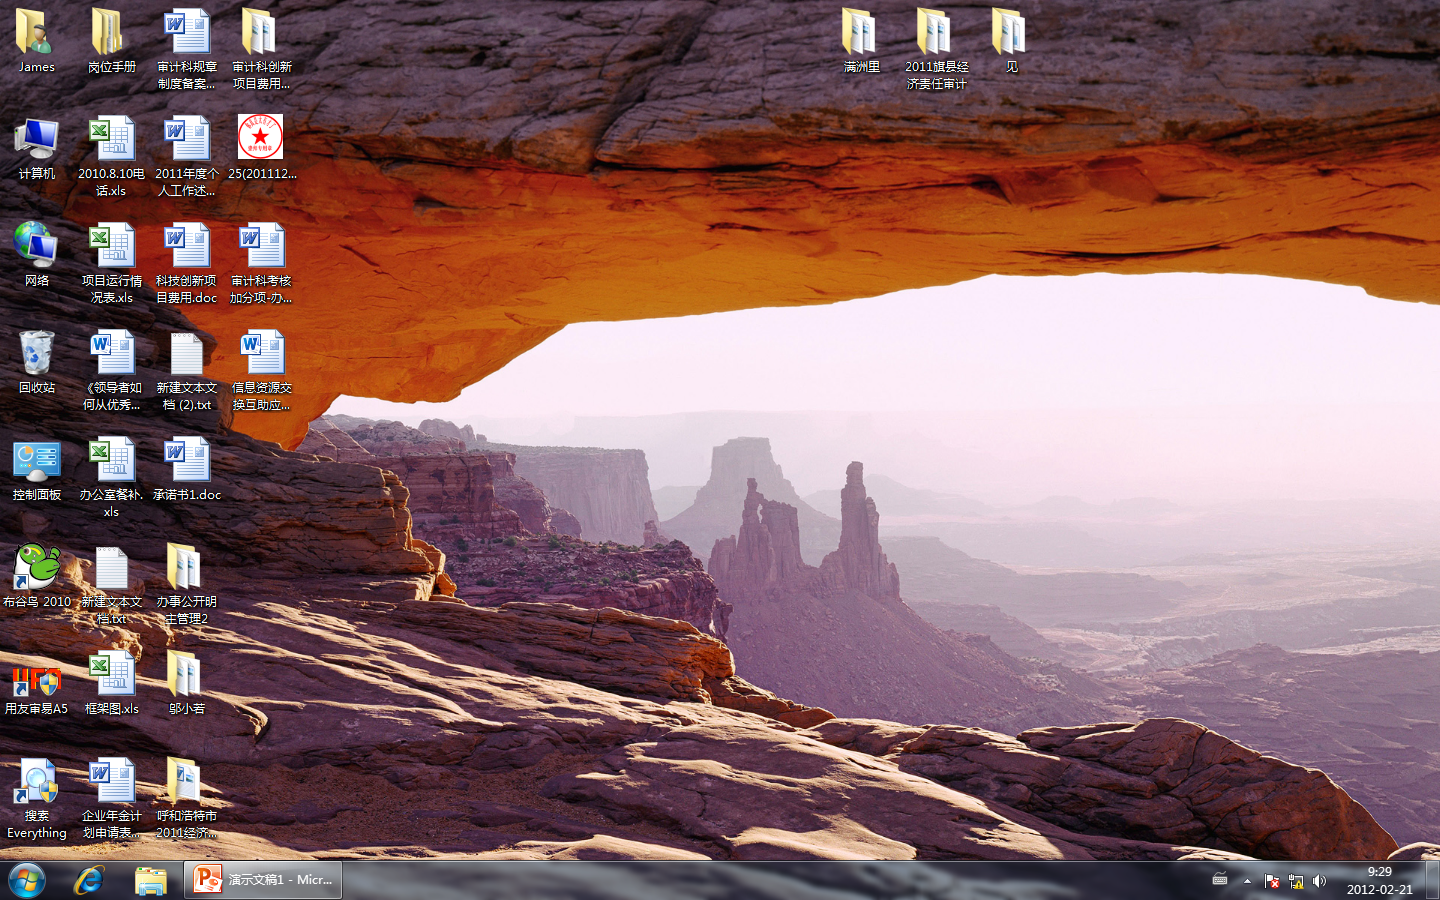 James
岗位手册
审计科规章
制度备案...
审计科创新
项目费用...
满洲里
2011旗县经
济责任审计
见
计算机
2010.8.10电
话.xls
2011年度个
人工作述...
25(201112...
网络
项目运行情
况表.xls
科技创新项
目费用.doc
审计科考核
加分项-办...
回收站
《领导者如
何从优秀...
新建文本文
档 (2).txt
信息资源交
换互助应...
控制面板
办公室餐补.
xls
承诺书1.doc
布谷鸟 2010
新建文本文
档.txt
办事公开明
主管理2
用友审易A5
框架图.xls
邬小若
搜索
Everything
企业年金计
划申请表...
呼和浩特市
2011经济...
演示文稿1 - Micr...
9:29
2012-02-21